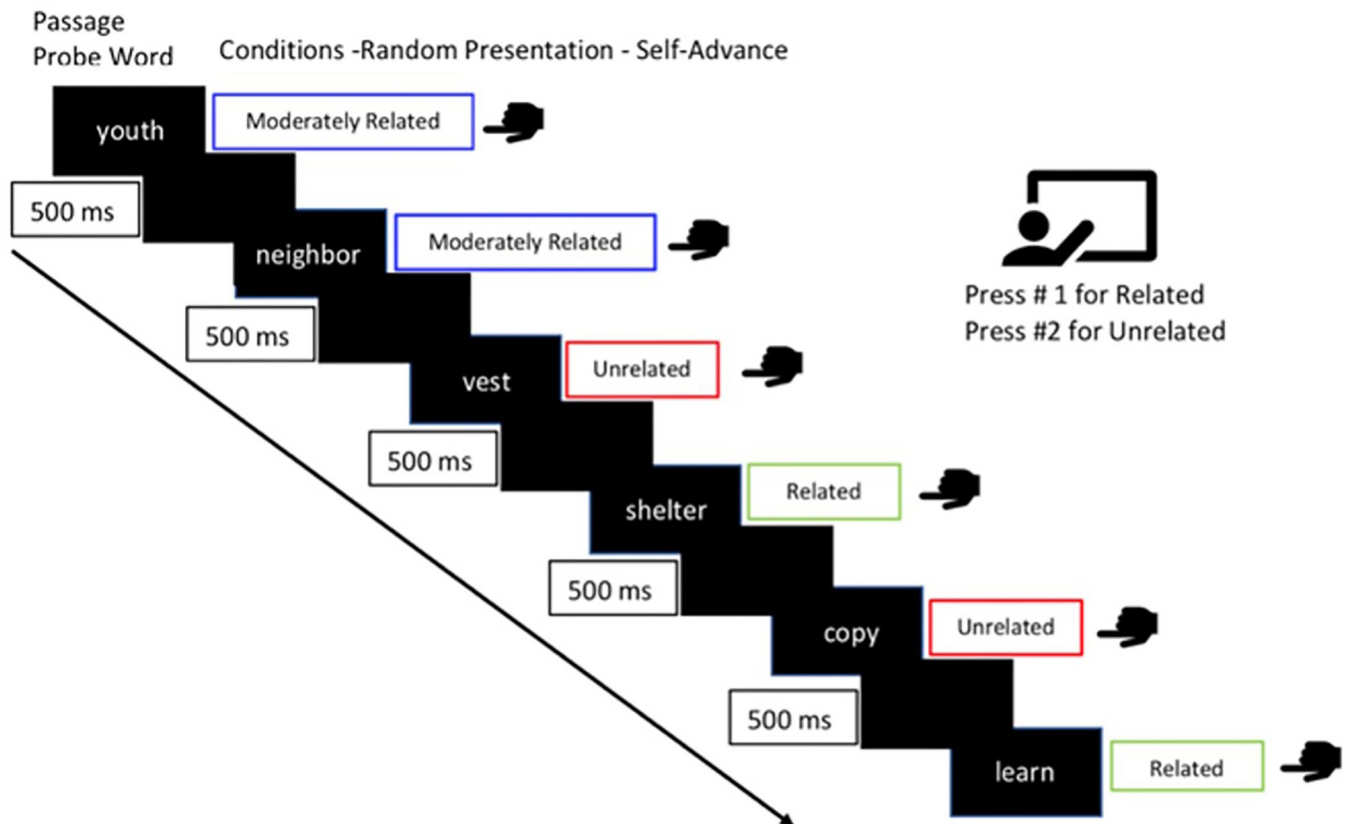 Passage
Probe Word
Conditions -Random Presentation - Self-Advance
youth
Moderately Related
500 ms
neighbor
Moderately Related
Press # 1 for Related
Press #2 for Unrelated
500 ms
vest
Unrelated
500 ms
shelter
Related
500 ms
copy
Unrelated
500 ms
learn
Related